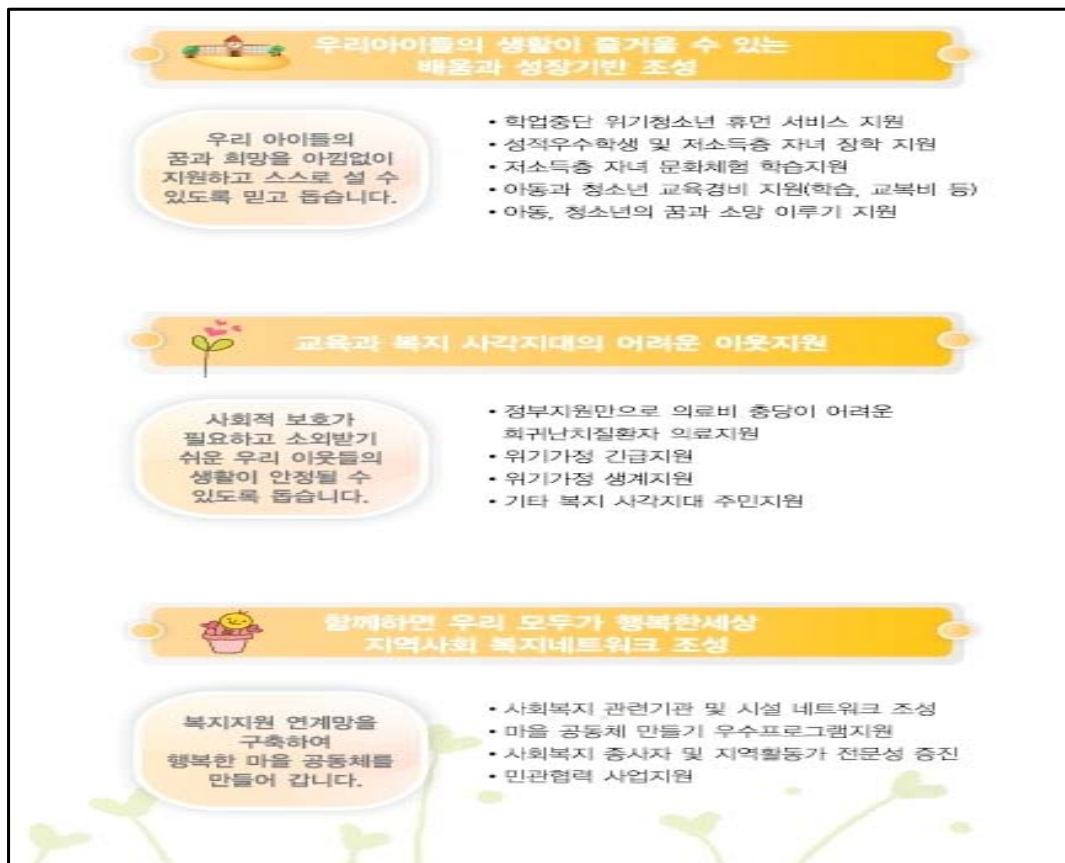 우리아이들의 생활이 즐거울 수 있는
배움과 성장기반 조성
우리 아이들의
꿈과 희망을 아낌없이
지원하고 스스로 설 수
있도록 믿고 돕습니다.
• 학업중단 위기청소년 휴먼 서비스 지원
• 성적우수학생 및 저소득층 자녀 장학 지원
• 저소득층 자녀 문화체험 학습지원
• 아동과 청소년 교육경비 지원(학습, 교복비 등)
• 아동, 청소년의 꿈과 소망 이루기 지원
교육과 복지 사각지대의 어려운 이웃지원
사회적 보호가
필요하고 소외받기
쉬운 우리 이웃들의
생활이 안정될 수
있도록 돕습니다.
• 정부지원만으로 의료비 충당이 어려운
희귀난치질환자 의료지원
• 위기가정 긴급지원
• 위기가정 생계지원
• 기타 복지 사각지대 주민지원
함께하면 우리 모두가 행복한세상
지역사회 복지네트워크 조성
복지지원 연계망을
구축하여
행복한 마을 공동체를
만들어 갑니다.
• 사회복지 관련기관 및 시설 네트워크 조성
• 마을 공동체 만들기 우수프로그램지원
• 사회복지 종사자 및 지역활동가 전문성 증진
• 민관협력 사업지원